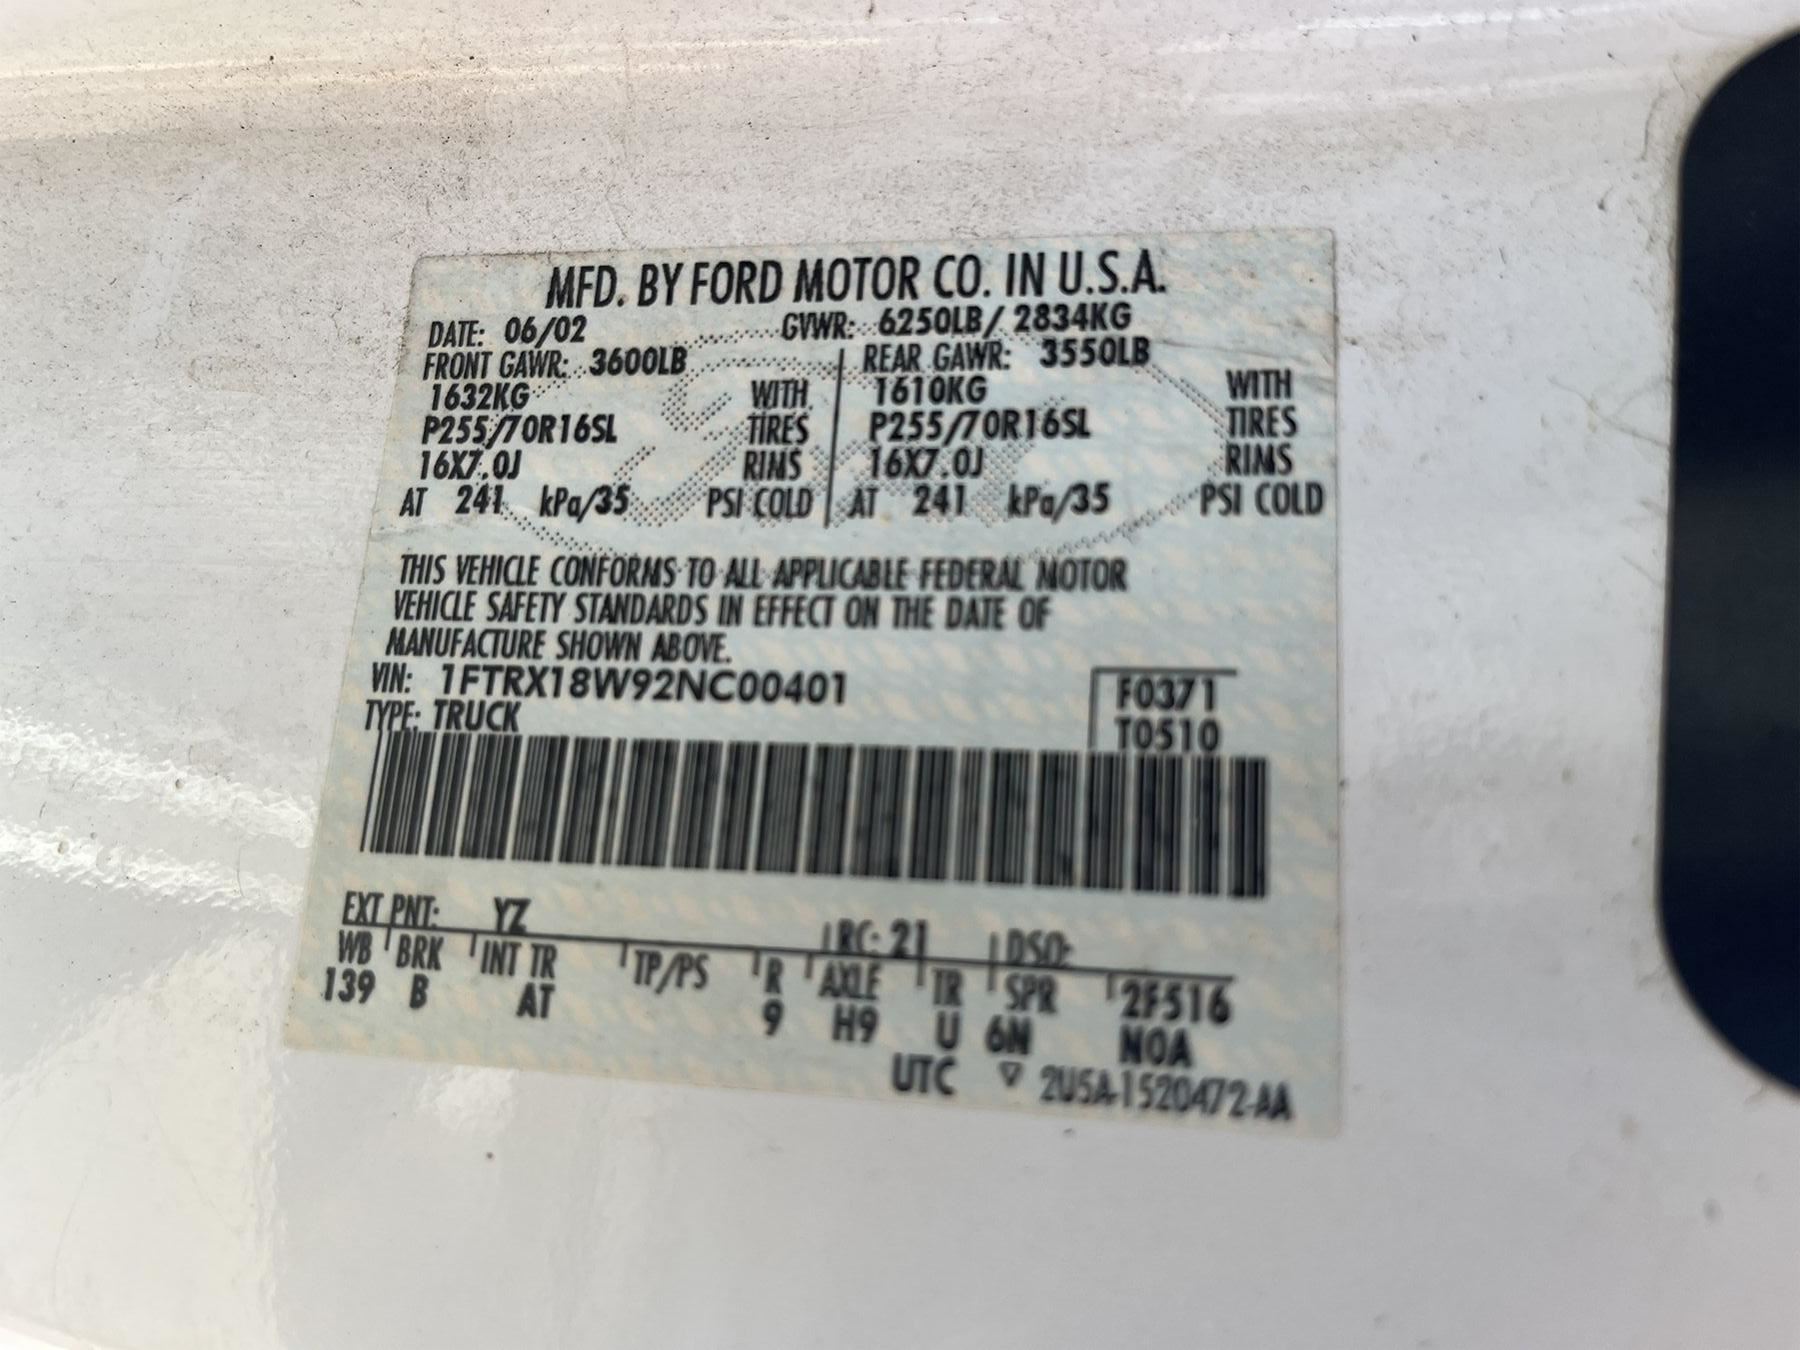 MFD. BY FORD MOTOR CO. IN U.S.A.
DATE: 06/02 GVWR: 6250LB/ 2834KG
FRONT GAWR: 3600LB REAR GAWR: 3550LB
1632KG WITH 1610KG WITH
P255/70R16SL TIRES P255/70R16SL TIRES
16X7.0J RIMS 16X7.0J RIMS
AT 241 kPa/35 PSI COLD AT 241 kPa/35 PSI COLD
THIS VEHICLE CONFORMS TO ALL APPLICABLE FEDERAL MOTOR
VEHICLE SAFETY STANDARDS IN EFFECT ON THE DATE OF
MANUFACTURE SHOWN ABOVE.
VIN: 1FTRX18W92NC00401 F0371
TYPE: TRUCK T0510
EXT PNT: YZ RC: 21 DSO:
WB BRK INT TR TP/PS R AXLE TR SPR 2F516
139 B AT 9 H9 U 6N NOA
UTC ▽ 2U5A-1520472-AA